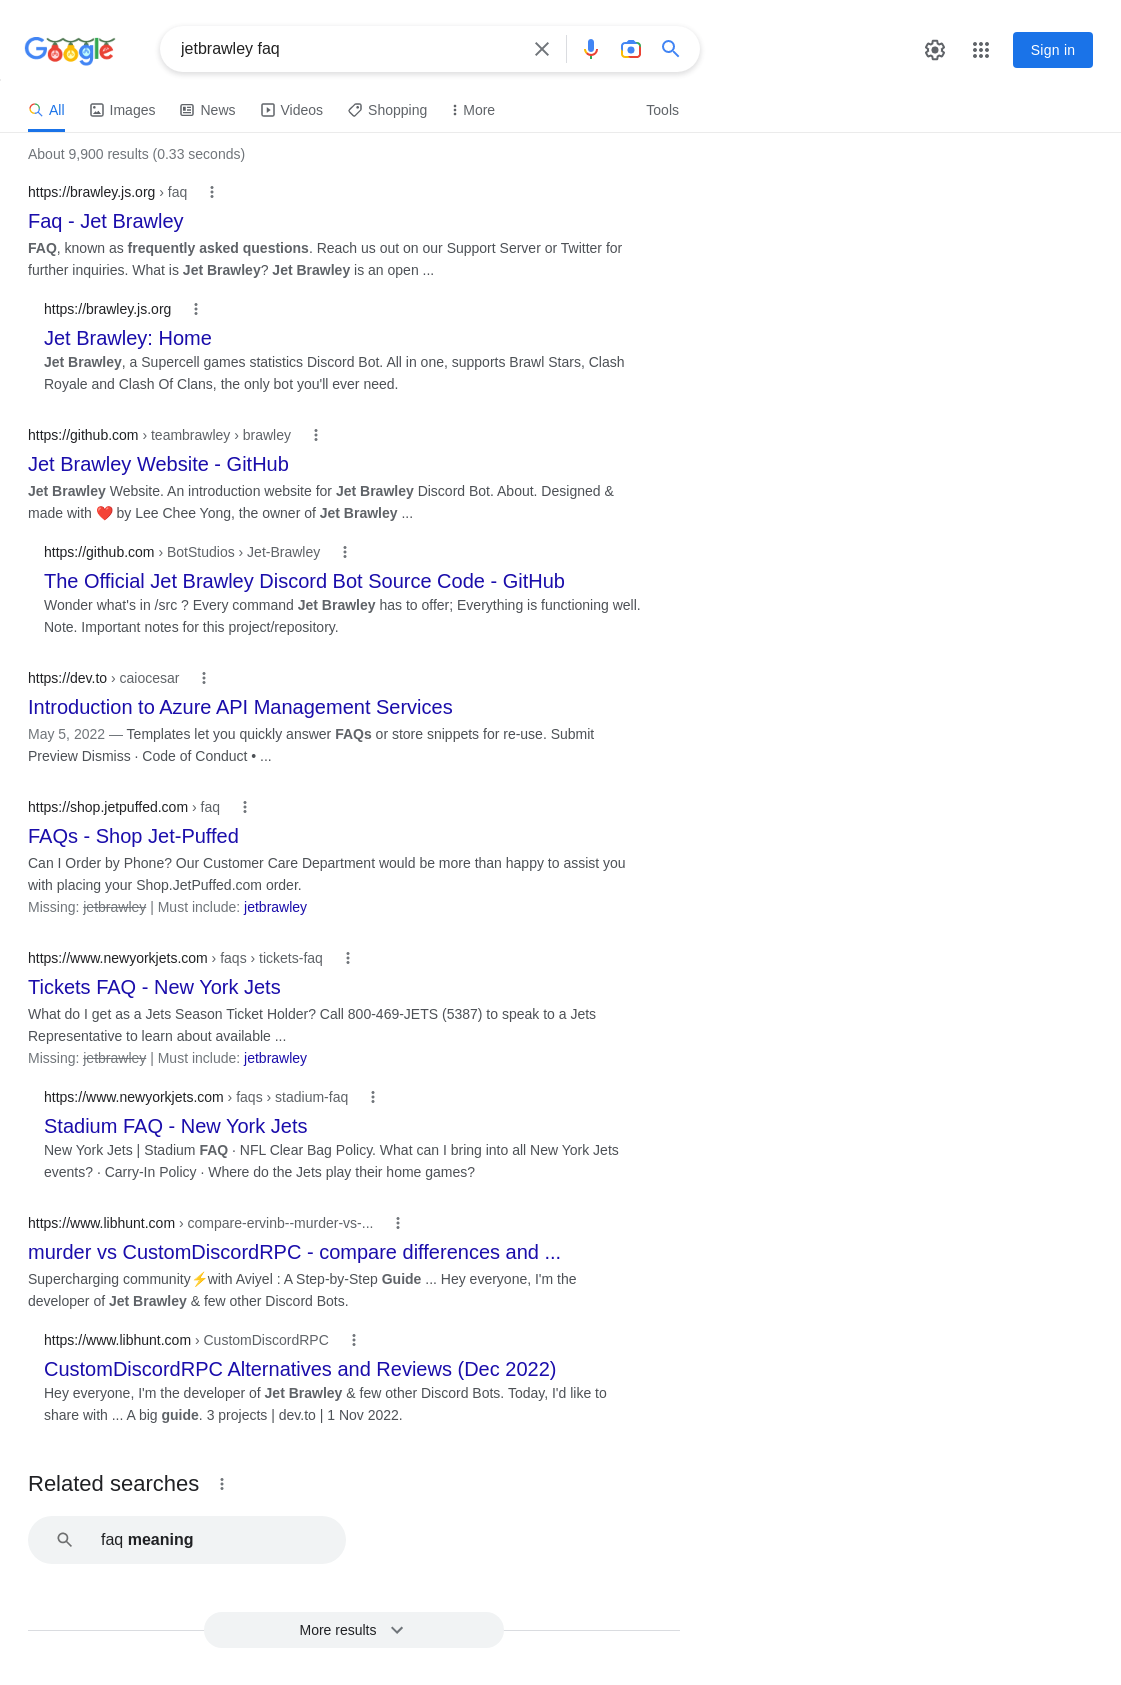 Google
jetbrawley faq
Sign in
All Images News Videos Shopping More Tools
About 9,900 results (0.33 seconds)
https://brawley.js.org › faq
Faq - Jet Brawley
FAQ, known as frequently asked questions. Reach us out on our Support Server or Twitter for
further inquiries. What is Jet Brawley? Jet Brawley is an open ...
https://brawley.js.org
Jet Brawley: Home
Jet Brawley, a Supercell games statistics Discord Bot. All in one, supports Brawl Stars, Clash
Royale and Clash Of Clans, the only bot you'll ever need.
https://github.com › teambrawley › brawley
Jet Brawley Website - GitHub
Jet Brawley Website. An introduction website for Jet Brawley Discord Bot. About. Designed &
made with ❤️ by Lee Chee Yong, the owner of Jet Brawley ...
https://github.com › BotStudios › Jet-Brawley
The Official Jet Brawley Discord Bot Source Code - GitHub
Wonder what's in /src ? Every command Jet Brawley has to offer; Everything is functioning well.
Note. Important notes for this project/repository.
https://dev.to › caiocesar
Introduction to Azure API Management Services
May 5, 2022 — Templates let you quickly answer FAQs or store snippets for re-use. Submit
Preview Dismiss · Code of Conduct • ...
https://shop.jetpuffed.com › faq
FAQs - Shop Jet-Puffed
Can I Order by Phone? Our Customer Care Department would be more than happy to assist you
with placing your Shop.JetPuffed.com order.
Missing: jetbrawley | Must include: jetbrawley
https://www.newyorkjets.com › faqs › tickets-faq
Tickets FAQ - New York Jets
What do I get as a Jets Season Ticket Holder? Call 800-469-JETS (5387) to speak to a Jets
Representative to learn about available ...
Missing: jetbrawley | Must include: jetbrawley
https://www.newyorkjets.com › faqs › stadium-faq
Stadium FAQ - New York Jets
New York Jets | Stadium FAQ · NFL Clear Bag Policy. What can I bring into all New York Jets
events? · Carry-In Policy · Where do the Jets play their home games?
https://www.libhunt.com › compare-ervinb--murder-vs-...
murder vs CustomDiscordRPC - compare differences and ...
Supercharging community⚡with Aviyel : A Step-by-Step Guide ... Hey everyone, I'm the
developer of Jet Brawley & few other Discord Bots.
https://www.libhunt.com › CustomDiscordRPC
CustomDiscordRPC Alternatives and Reviews (Dec 2022)
Hey everyone, I'm the developer of Jet Brawley & few other Discord Bots. Today, I'd like to
share with ... A big guide. 3 projects | dev.to | 1 Nov 2022.
Related searches
faq meaning
More results